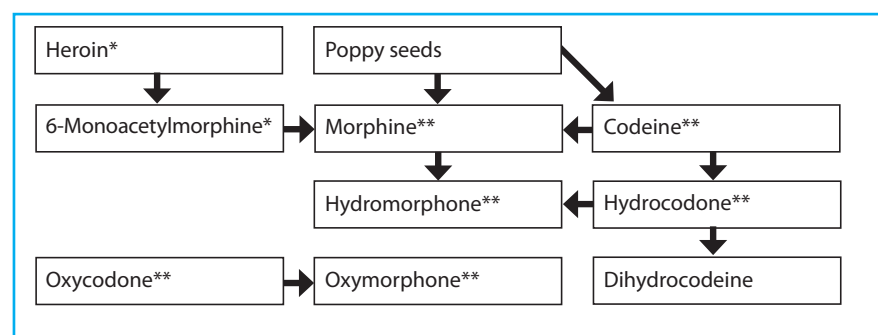 Heroin*
Poppy seeds
6-Monoacetylmorphine*
Morphine**
Codeine**
Hydromorphone**
Hydrocodone**
Oxycodone**
Oxymorphone**
Dihydrocodeine